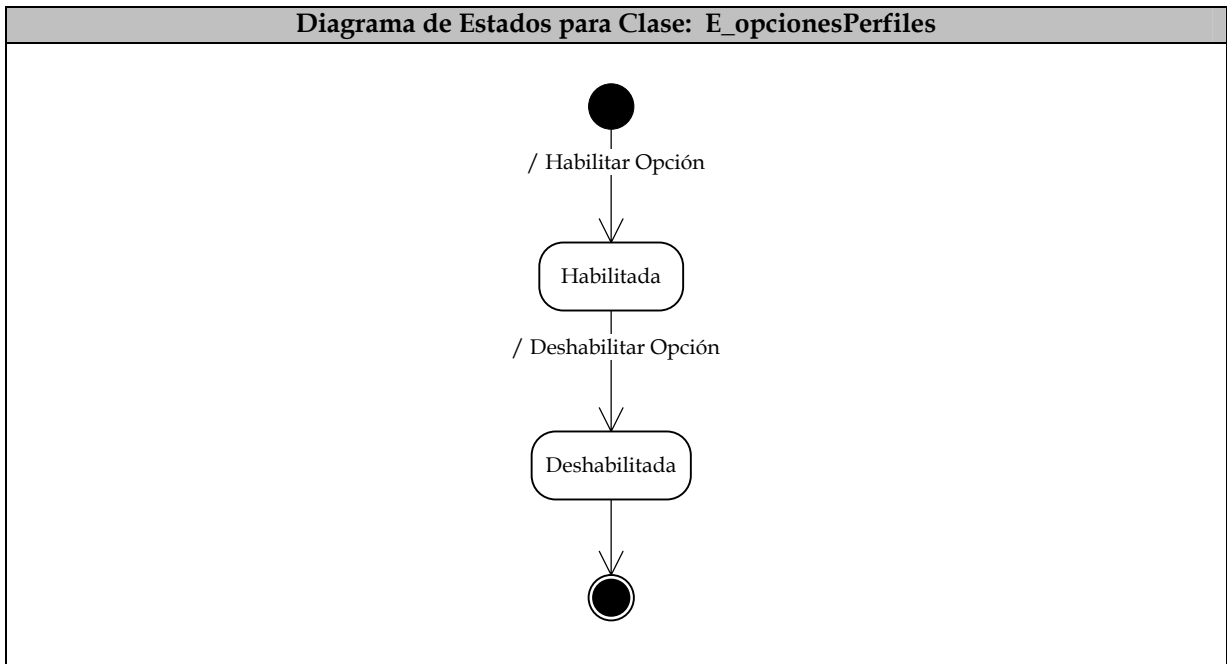 Diagrama de Estados para Clase: E_opcionesPerfiles
/ Habilitar Opción
Habilitada
/ Deshabilitar Opción
Deshabilitada